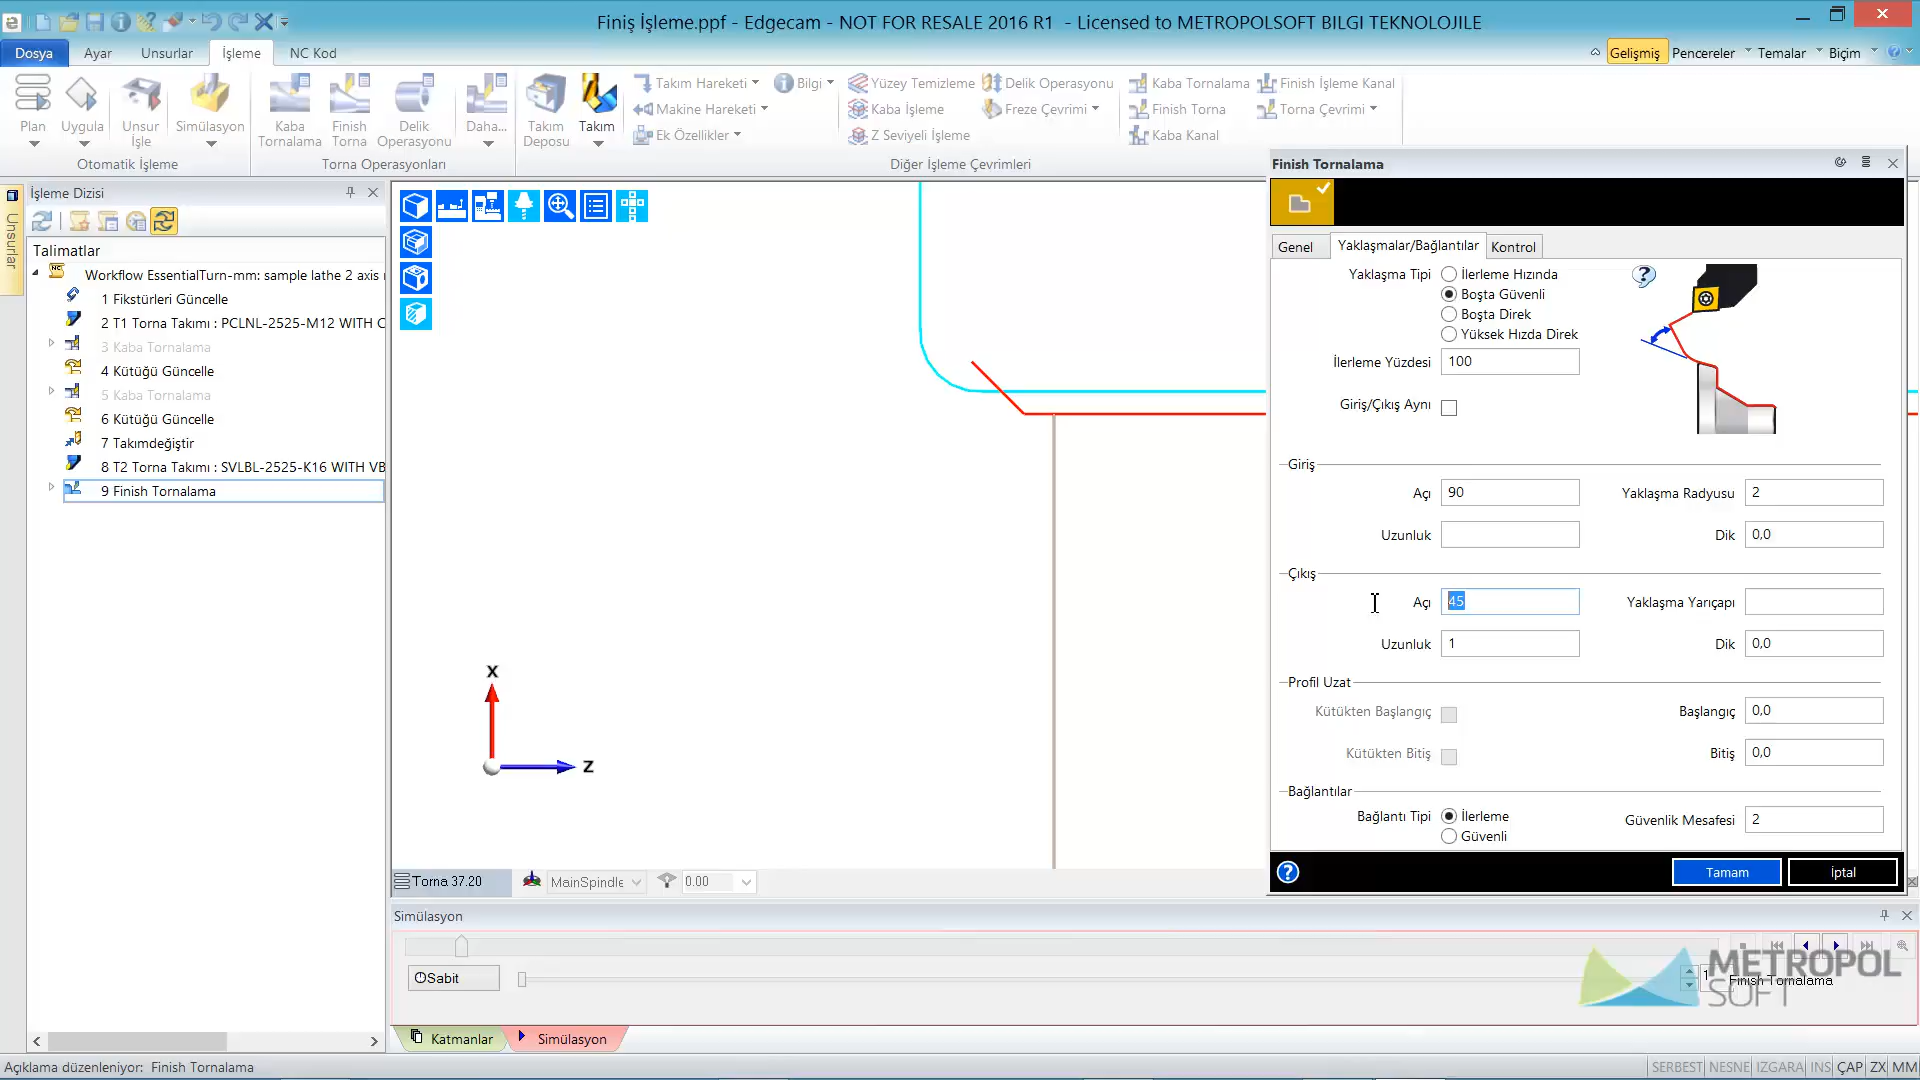 Finiş İşleme.ppf - Edgecam - NOT FOR RESALE 2016 R1 - Licensed to METROPOLSOFT BILGI TEKNOLOJILE
Dosya Ayar Unsurlar İşleme NC Kod Gelişmiş Pencereler Temalar Biçim
Plan Uygula Unsur İşle Simülasyon
Otomatik İşleme
Kaba Tornalama Finish Torna Delik Operasyonu Daha...
Torna Operasyonları
Takım Deposu Takım
Takım Hareketi Bilgi
Makine Hareketi
Ek Özellikler
Yüzey Temizleme Delik Operasyonu
Kaba İşleme Freze Çevrimi
Z Seviyeli İşleme
Kaba Tornalama Finish İşleme Kanal
Finish Torna Torna Çevrimi
Kaba Kanal
Diğer İşleme Çevrimleri
Unsurlar
İşleme Dizisi
Talimatlar
Workflow EssentialTurn-mm: sample lathe 2 axis
1 Fikstürleri Güncelle
2 T1 Torna Takımı : PCLNL-2525-M12 WITH C
3 Kaba Tornalama
4 Kütüğü Güncelle
5 Kaba Tornalama
6 Kütüğü Güncelle
7 Takımdeğiştir
8 T2 Torna Takımı : SVLBL-2525-K16 WITH VB
9 Finish Tornalama
X
Z
Torna 37.20 MainSpindle 0.00
Finish Tornalama
Genel Yaklaşmalar/Bağlantılar Kontrol
Yaklaşma Tipi İlerleme Hızında
Boşta Güvenli
Boşta Direk
Yüksek Hızda Direk
İlerleme Yüzdesi 100
Giriş/Çıkış Aynı
Giriş
Açı 90 Yaklaşma Radyusu 2
Uzunluk Dik 0,0
Çıkış
Açı 45 Yaklaşma Yarıçapı
Uzunluk 1 Dik 0,0
Profil Uzat
Kütükten Başlangıç Başlangıç 0,0
Kütükten Bitiş Bitiş 0,0
Bağlantılar
Bağlantı Tipi İlerleme Güvenlik Mesafesi 2
Güvenli
Tamam İptal
Simülasyon
Sabit
1 Finish Tornalama
METROPOL
SOFT
Katmanlar Simülasyon
Açıklama düzenleniyor: Finish Tornalama
SERBEST NESNE IZGARA INS ÇAP ZX MM